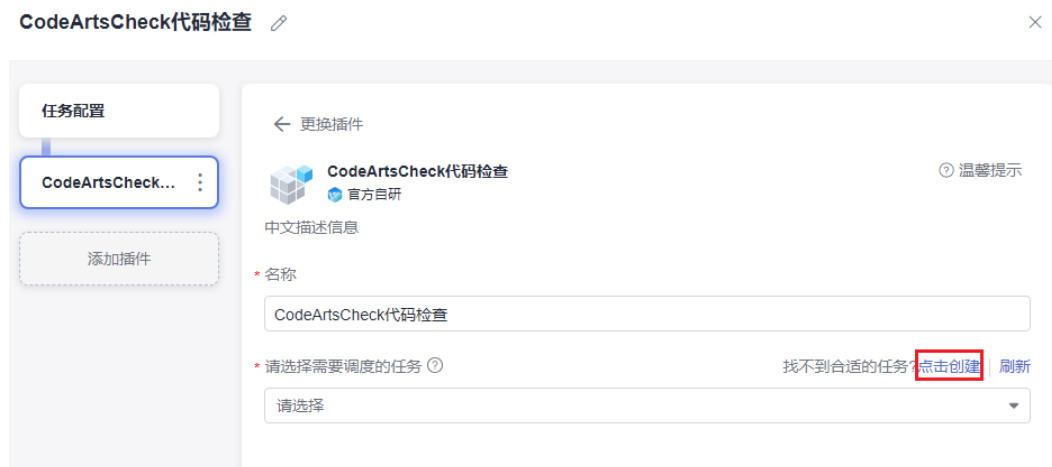 CodeArtsCheck代码检查
任务配置
CodeArtsCheck...
添加插件
更换插件
CodeArtsCheck代码检查
官方自研
温馨提示
中文描述信息
* 名称
CodeArtsCheck代码检查
* 请选择需要调度的任务
找不到合适的任务?点击创建 | 刷新
请选择